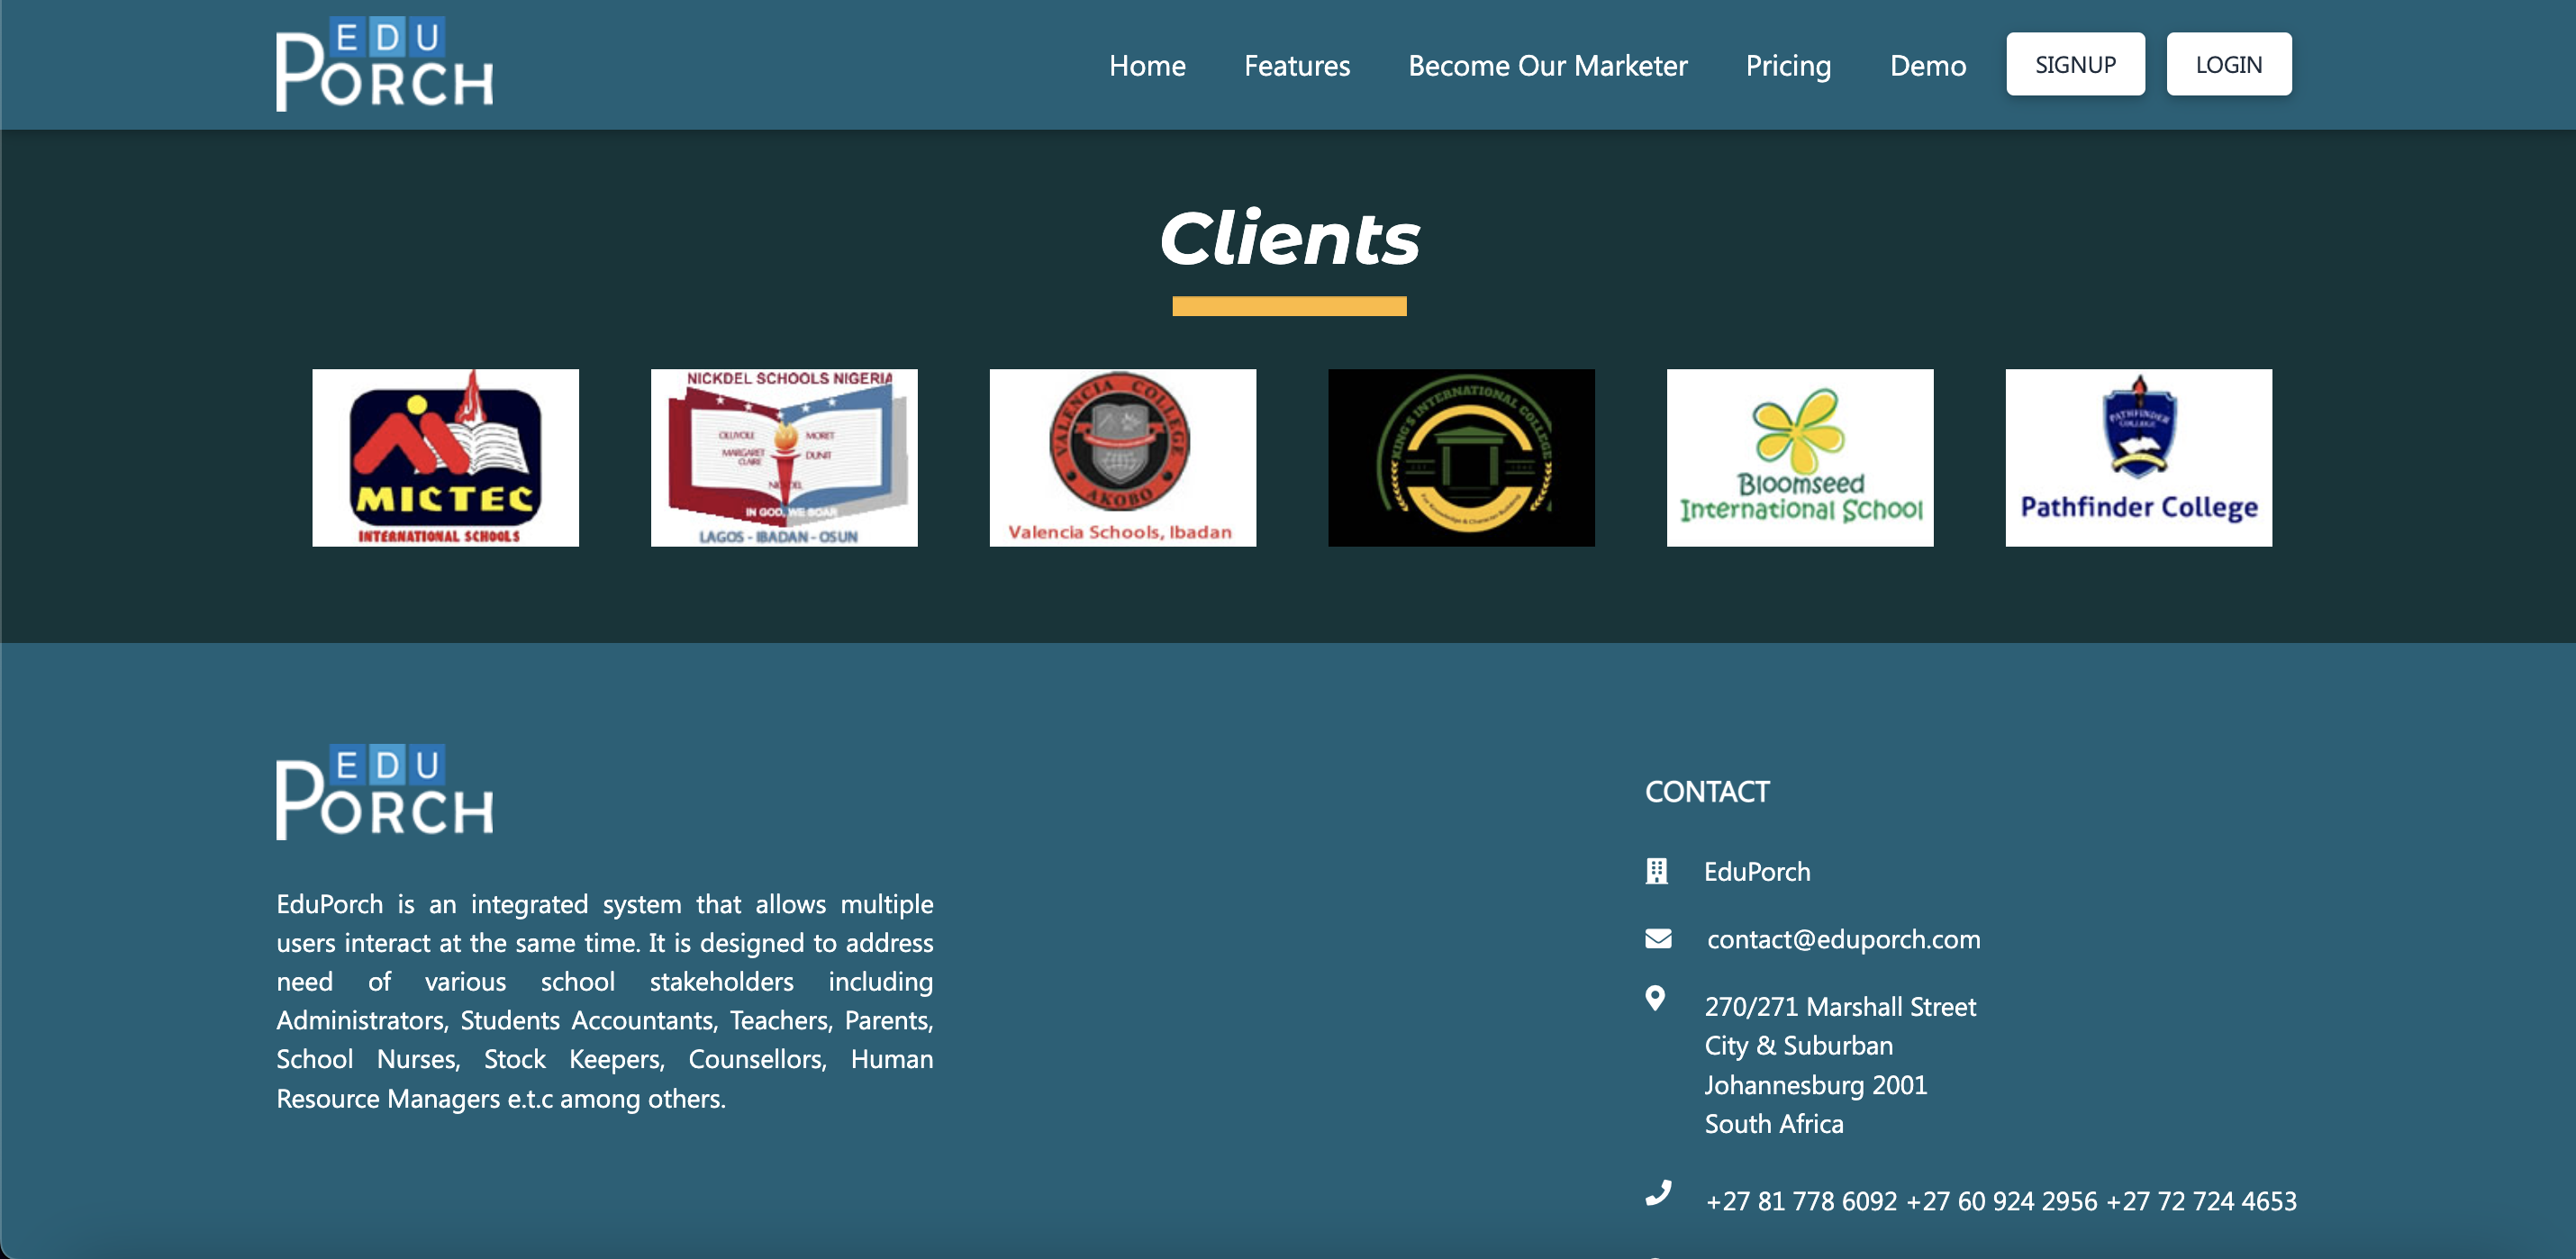 EDU
PORCH
Home Features Become Our Marketer Pricing Demo SIGNUP LOGIN
Clients
MICTEC
INTERNATIONAL SCHOOLS
NICKDEL SCHOOLS NIGERIA
OLUYOLE MORET
MARGARET CLAIRE DUNIT
IN GOD, WE SOAR
LAGOS - IBADAN - OSUN
VALENCIA COLLEGE
AKOBO
Valencia Schools, Ibadan
KING'S INTERNATIONAL COLLEGE
For Knowledge & Character Building
Bloomseed
International School
PATHFINDER
COLLEGE
Pathfinder College
EDU
PORCH
EduPorch is an integrated system that allows multiple
users interact at the same time. It is designed to address
need of various school stakeholders including
Administrators, Students Accountants, Teachers, Parents,
School Nurses, Stock Keepers, Counsellors, Human
Resource Managers e.t.c among others.
CONTACT
EduPorch
contact@eduporch.com
270/271 Marshall Street
City & Suburban
Johannesburg 2001
South Africa
+27 81 778 6092 +27 60 924 2956 +27 72 724 4653